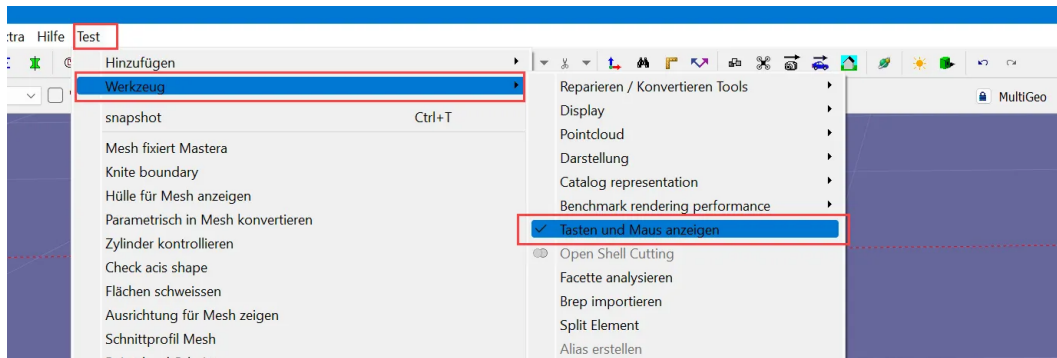 Hilfe Test
Hinzufügen
Werkzeug
snapshot Ctrl+T
Mesh fixiert Mastera
Knite boundary
Hülle für Mesh anzeigen
Parametrisch in Mesh konvertieren
Zylinder kontrollieren
Check acis shape
Flächen schweissen
Ausrichtung für Mesh zeigen
Schnittprofil Mesh
Reparieren / Konvertieren Tools
Display
Pointcloud
Darstellung
Catalog representation
Benchmark rendering performance
Tasten und Maus anzeigen
Open Shell Cutting
Facette analysieren
Brep importieren
Split Element
Alias erstellen
MultiGeo